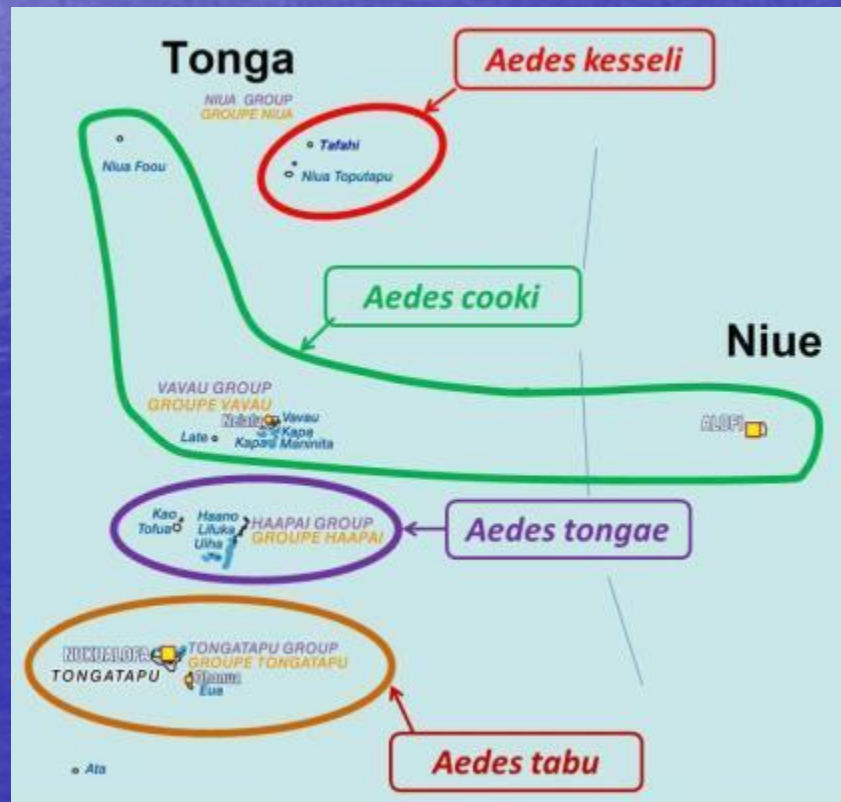 Tonga
Aedes kesseli
NIUA GROUP
GROUPE NIUA
Tafahi
Niua Foou
Niua Toputapu
Aedes cooki
Niue
VAVAU GROUP
GROUPE VAVAU
Neiafu
Vavau
Kapa
Late
Kapa
Maninita
ALOFI
Kao
Tofua
Haano
Lifuka
Uiha
HAAPAI GROUP
GROUPE HAAPAI
Aedes tongae
NUKUALOFA
TONGATAPU GROUP
GROUPE TONGATAPU
TONGATAPU
Ohonua
Eua
Aedes tabu
Ata